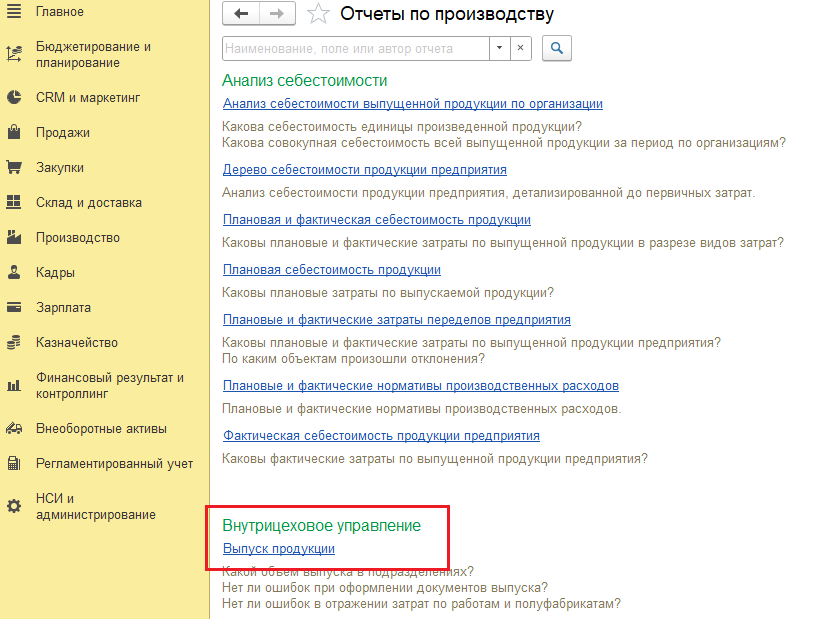 Главное
Бюджетирование и
планирование
CRM и маркетинг
Продажи
Закупки
Склад и доставка
Производство
Кадры
Зарплата
Казначейство
Финансовый результат и
контроллинг
Внеоборотные активы
Регламентированный учет
НСИ и
администрирование
Отчеты по производству
Наименование, поле или автор отчета
Анализ себестоимости
Анализ себестоимости выпущенной продукции по организации
Какова себестоимость единицы произведенной продукции?
Какова совокупная себестоимость всей выпущенной продукции за период по организациям?
Дерево себестоимости продукции предприятия
Анализ себестоимости продукции предприятия, детализированной до первичных затрат.
Плановая и фактическая себестоимость продукции
Каковы плановые и фактические затраты по выпущенной продукции в разрезе видов затрат?
Плановая себестоимость продукции
Каковы плановые затраты по выпускаемой продукции?
Плановые и фактические затраты переделов предприятия
Каковы плановые и фактические затраты по выпущенной продукции предприятия?
По каким объектам произошли отклонения?
Плановые и фактические нормативы производственных расходов
Плановые и фактические нормативы производственных расходов.
Фактическая себестоимость продукции предприятия
Каковы фактические затраты по выпущенной продукции предприятия?
Внутрицеховое управление
Выпуск продукции
Какой объем выпуска в подразделениях?
Нет ли ошибок при оформлении документов выпуска?
Нет ли ошибок в отражении затрат по работам и полуфабрикатам?